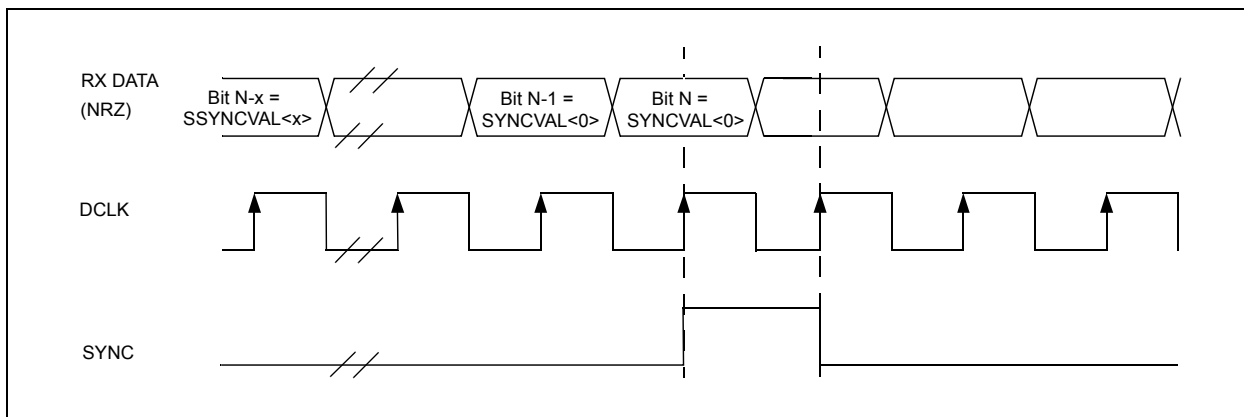 RX DATA
(NRZ)
Bit N-x =
SSYNCVAL<x>
Bit N-1 =
SYNCVAL<0>
Bit N =
SYNCVAL<0>
DCLK
SYNC